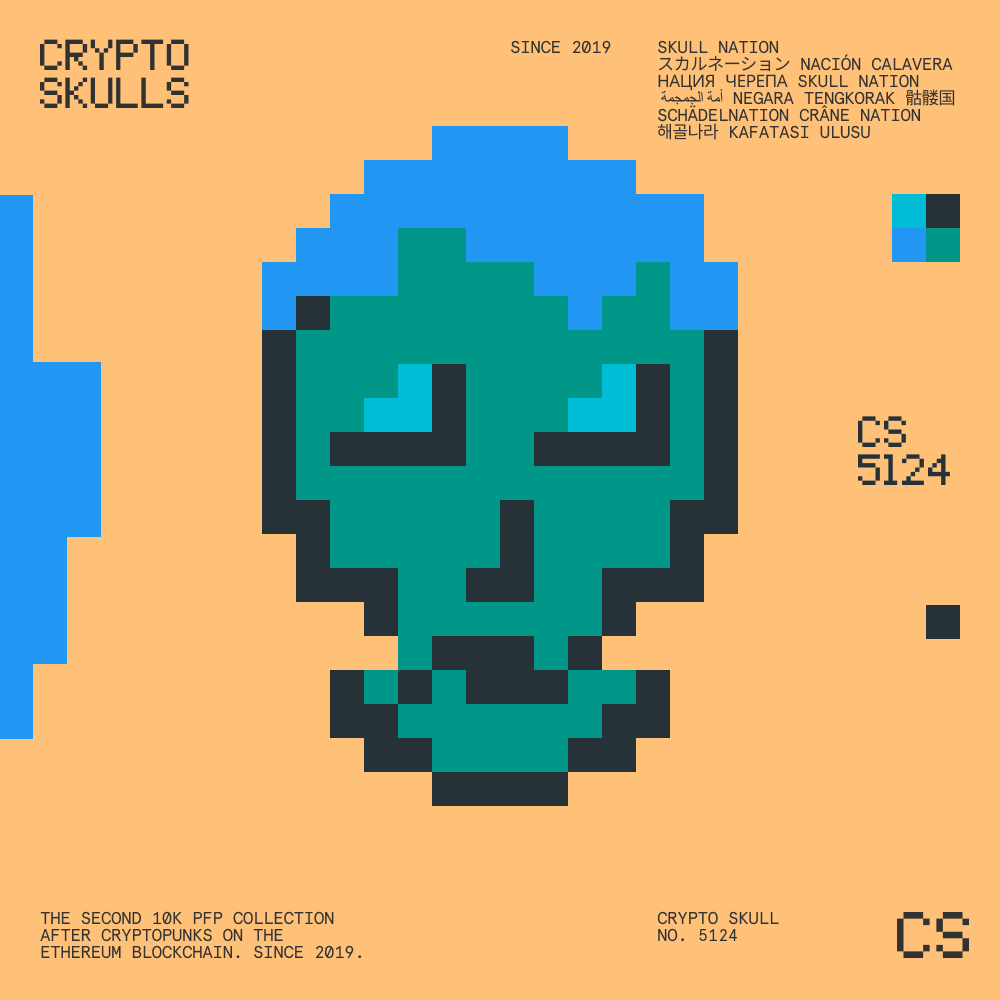 CRYPTO
SKULLS
SINCE 2019
SKULL NATION
スカルネーション NACIÓN CALAVERA
НАЦИЯ ЧЕРЕПА SKULL NATION
أمة الجمجمة NEGARA TENGKORAK 骷髅国
SCHÄDELNATION CRÂNE NATION
해골나라 KAFATASI ULUSU
CS
5124
THE SECOND 10K PFP COLLECTION
AFTER CRYPTOPUNKS ON THE
ETHEREUM BLOCKCHAIN. SINCE 2019.
CRYPTO SKULL
NO. 5124
CS